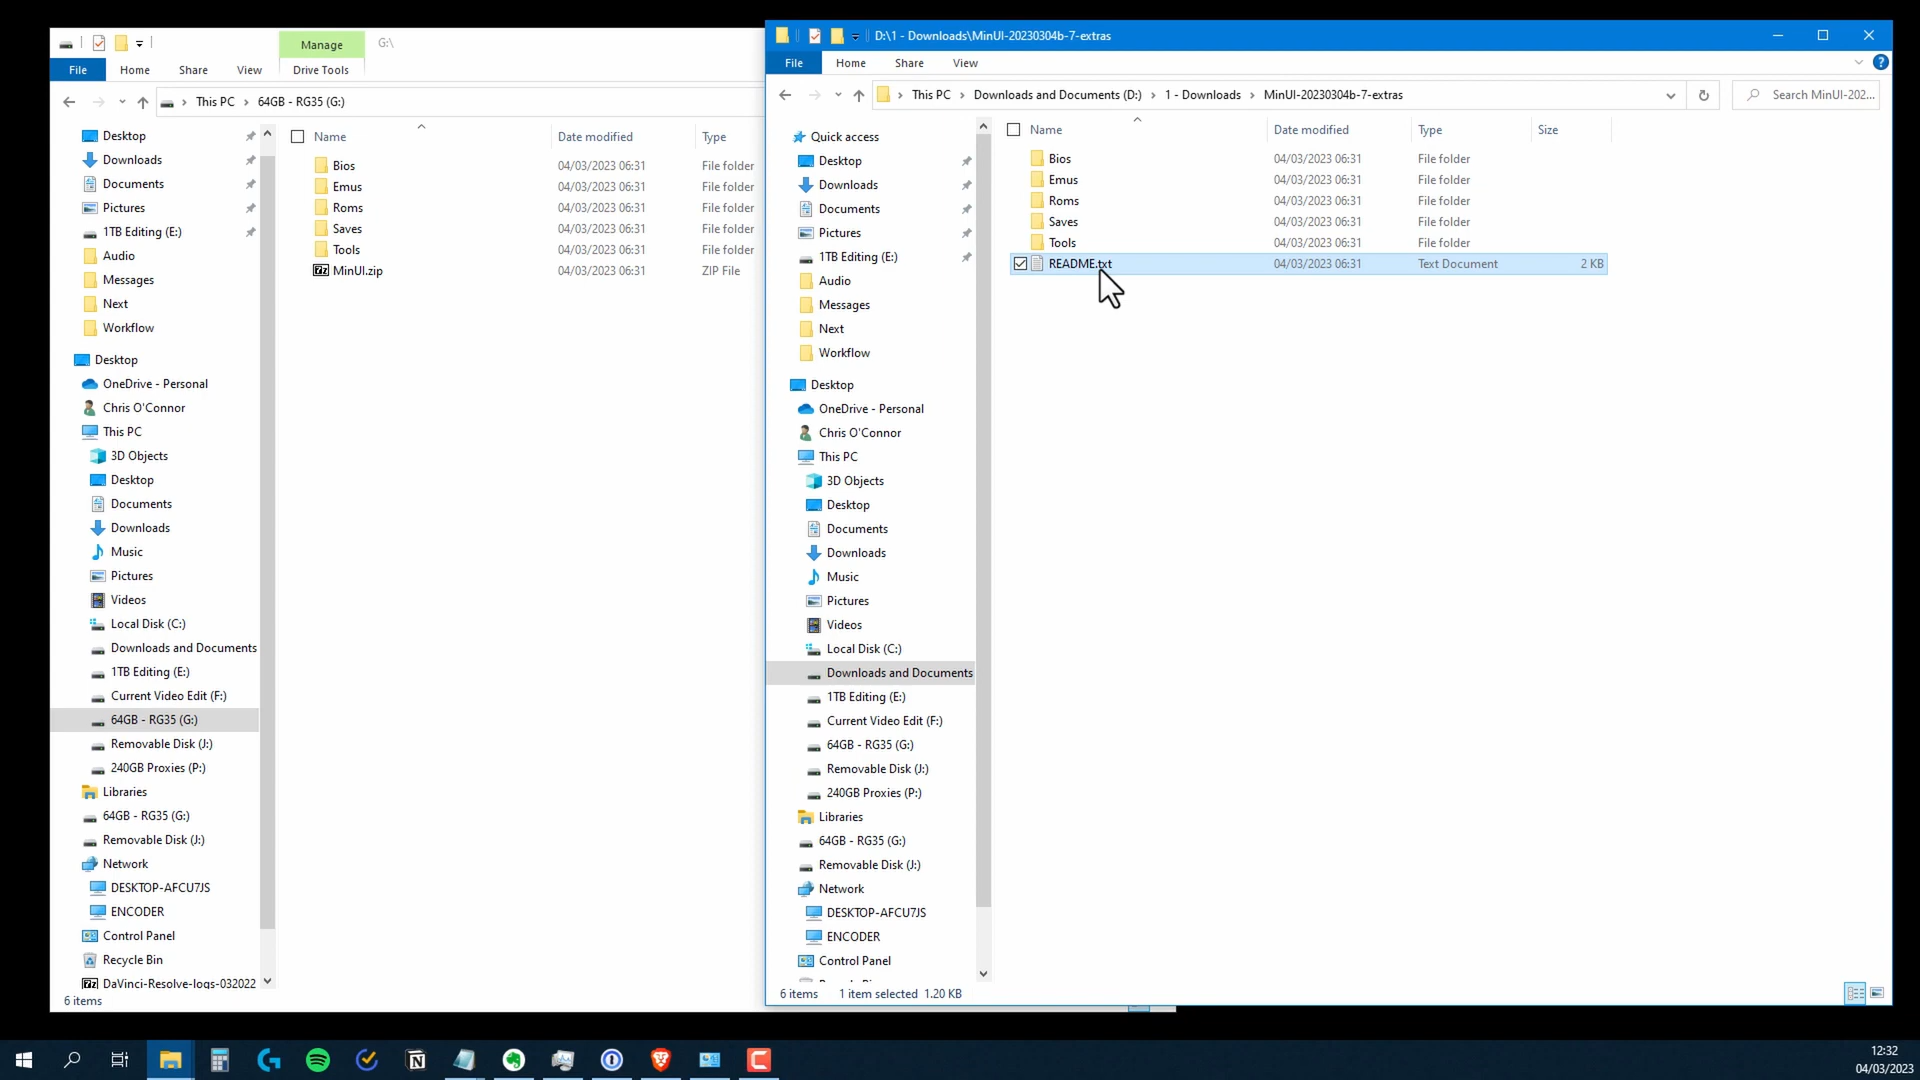 Manage
G:\
File
Home
Share
View
Drive Tools
This PC
64GB - RG35 (G:)
Name
Date modified
Type
Desktop
Downloads
Documents
Pictures
1TB Editing (E:)
Audio
Messages
Next
Workflow
Desktop
OneDrive - Personal
Chris O'Connor
This PC
3D Objects
Desktop
Documents
Downloads
Music
Pictures
Videos
Local Disk (C:)
Downloads and Documents
1TB Editing (E:)
Current Video Edit (F:)
64GB - RG35 (G:)
Removable Disk (J:)
240GB Proxies (P:)
Libraries
64GB - RG35 (G:)
Removable Disk (J:)
Network
DESKTOP-AFCU7JS
ENCODER
Control Panel
Recycle Bin
DaVinci-Resolve-logs-032022
Bios 04/03/2023 06:31 File folder
Emus 04/03/2023 06:31 File folder
Roms 04/03/2023 06:31 File folder
Saves 04/03/2023 06:31 File folder
Tools 04/03/2023 06:31 File folder
MinUI.zip 04/03/2023 06:31 ZIP File
6 items
D:\1 - Downloads\MinUI-20230304b-7-extras
File
Home
Share
View
This PC
Downloads and Documents (D:)
1 - Downloads
MinUI-20230304b-7-extras
Search MinUI-202...
Name
Date modified
Type
Size
Quick access
Desktop
Downloads
Documents
Pictures
1TB Editing (E:)
Audio
Messages
Next
Workflow
Desktop
OneDrive - Personal
Chris O'Connor
This PC
3D Objects
Desktop
Documents
Downloads
Music
Pictures
Videos
Local Disk (C:)
Downloads and Documents
1TB Editing (E:)
Current Video Edit (F:)
64GB - RG35 (G:)
Removable Disk (J:)
240GB Proxies (P:)
Libraries
64GB - RG35 (G:)
Removable Disk (J:)
Network
DESKTOP-AFCU7JS
ENCODER
Control Panel
Bios 04/03/2023 06:31 File folder
Emus 04/03/2023 06:31 File folder
Roms 04/03/2023 06:31 File folder
Saves 04/03/2023 06:31 File folder
Tools 04/03/2023 06:31 File folder
README.txt 04/03/2023 06:31 Text Document 2 KB
6 items
1 item selected 1.20 KB
12:32
04/03/2023